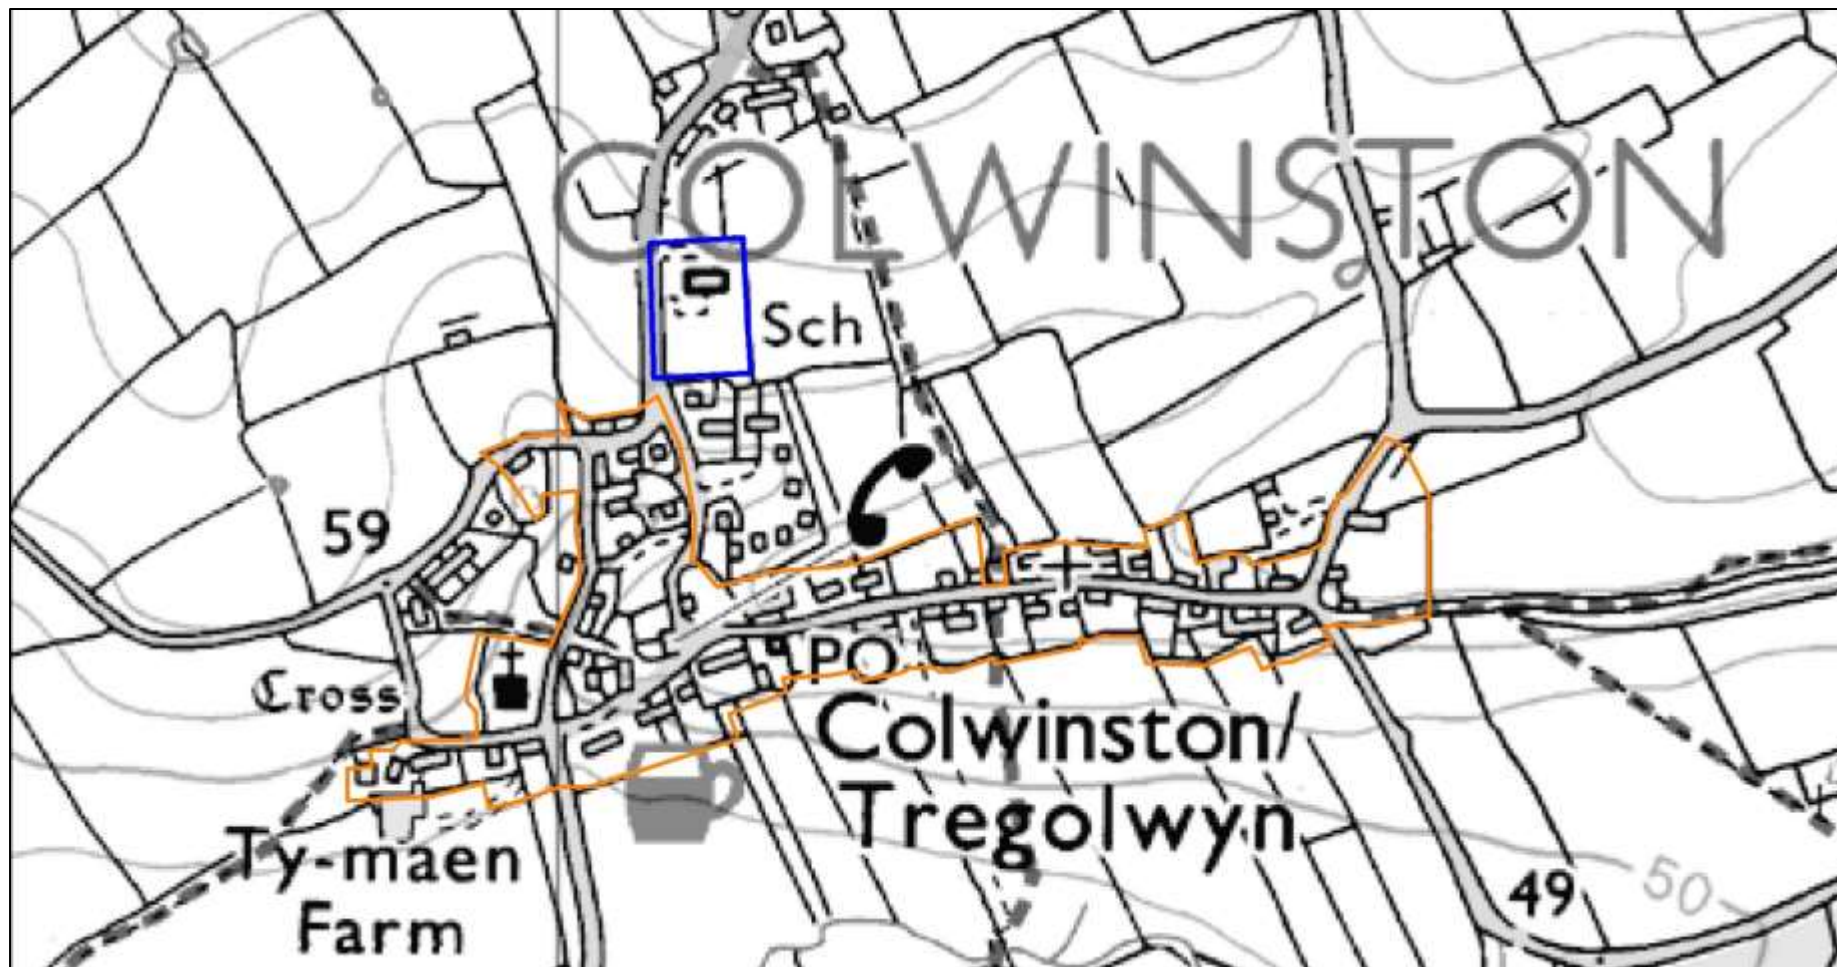 COLWINSTON
Sch
59
PO
Cross
Colwinston/
Tregolwyn
Ty-maen
Farm
49
50